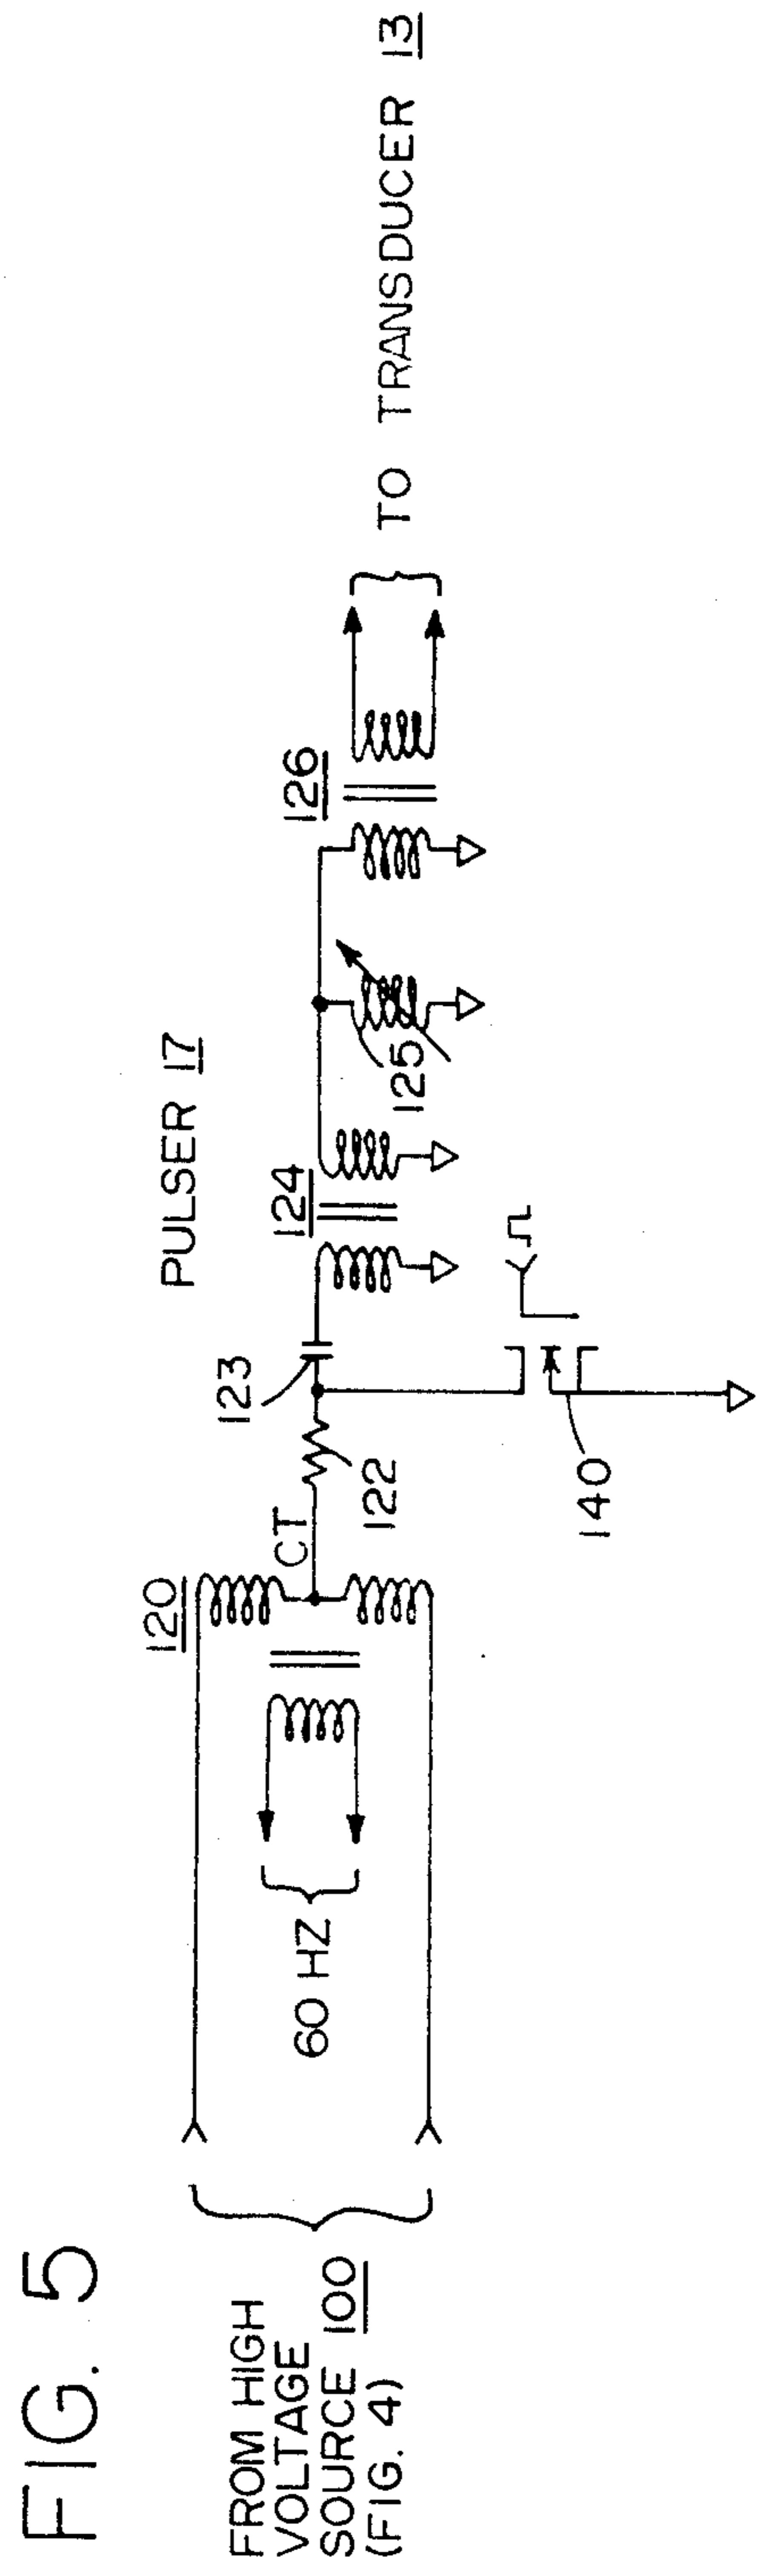 FIG. 5
PULSER 17
FROM HIGH
VOLTAGE
SOURCE 100
(FIG. 4)
60 HZ
120
CT
122
123
140
124
125
126
TO TRANSDUCER 13